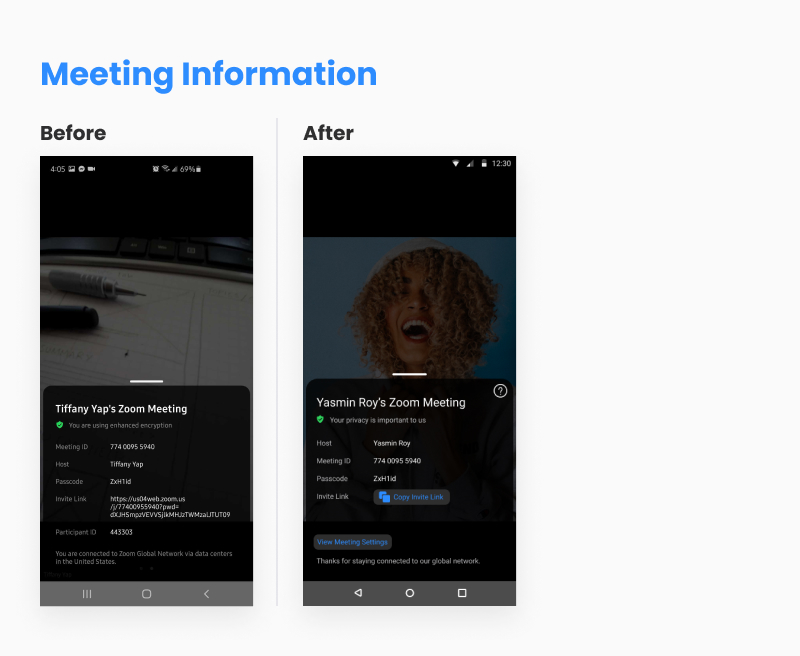 Meeting Information
Before
After
4:05
69%
Tiffany Yap's Zoom Meeting
You are using enhanced encryption
Meeting ID 774 0095 5940
Host Tiffany Yap
Passcode ZxH1id
Invite Link https://us04web.zoom.us
/j/77400955940?pwd=
dXJHSmpzVEVVSjlkMHJzTWMzalJTUT09
Participant ID 443303
You are connected to Zoom Global Network via data centers
in the United States.
12:30
Yasmin Roy's Zoom Meeting
?
Your privacy is important to us
Host Yasmin Roy
Meeting ID 774 0095 5940
Passcode ZxH1id
Invite Link Copy Invite Link
View Meeting Settings
Thanks for staying connected to our global network.